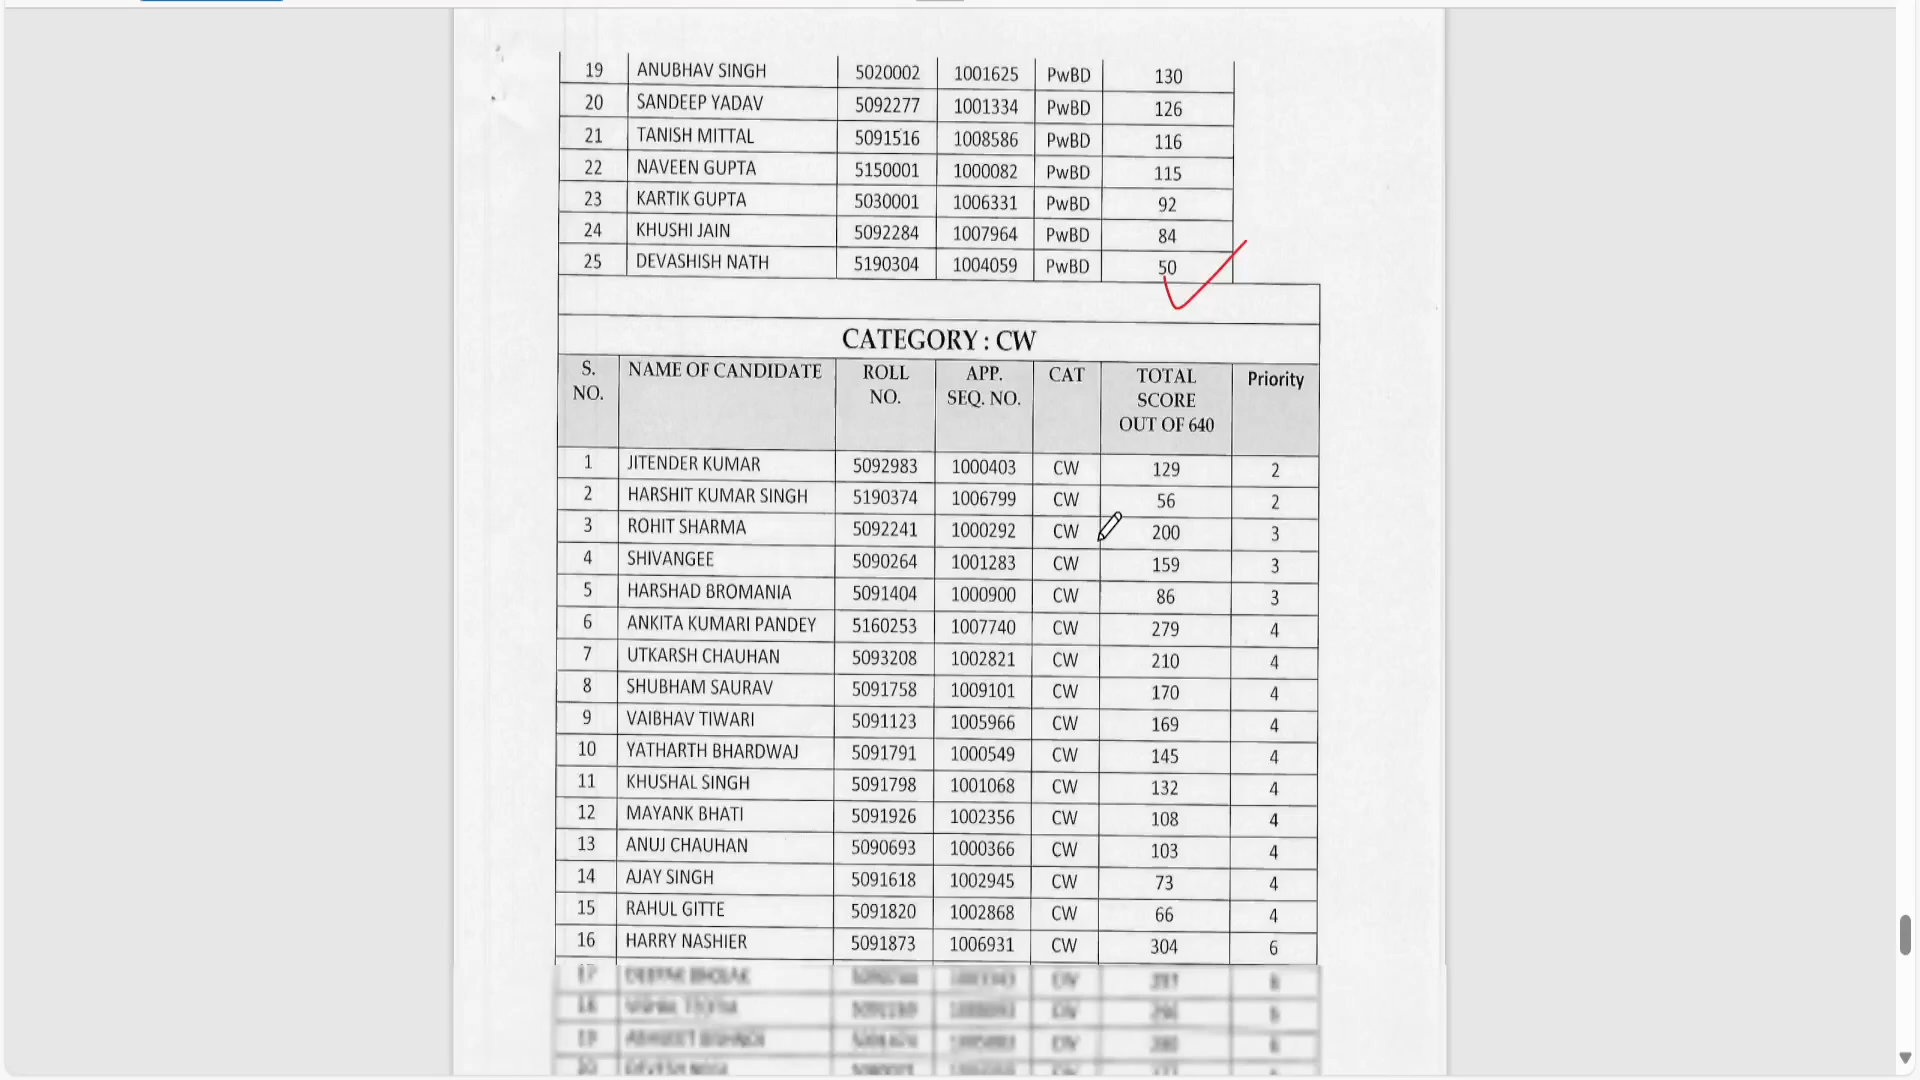 19 ANUBHAV SINGH 5020002 1001625 PwBD 130
20 SANDEEP YADAV 5092277 1001334 PwBD 126
21 TANISH MITTAL 5091516 1008586 PwBD 116
22 NAVEEN GUPTA 5150001 1000082 PwBD 115
23 KARTIK GUPTA 5030001 1006331 PwBD 92
24 KHUSHI JAIN 5092284 1007964 PwBD 84
25 DEVASHISH NATH 5190304 1004059 PwBD 50
CATEGORY : CW
S. NO. NAME OF CANDIDATE ROLL NO. APP. SEQ. NO. CAT TOTAL SCORE OUT OF 640 Priority
1 JITENDER KUMAR 5092983 1000403 CW 129 2
2 HARSHIT KUMAR SINGH 5190374 1006799 CW 56 2
3 ROHIT SHARMA 5092241 1000292 CW 200 3
4 SHIVANGEE 5090264 1001283 CW 159 3
5 HARSHAD BROMANIA 5091404 1000900 CW 86 3
6 ANKITA KUMARI PANDEY 5160253 1007740 CW 279 4
7 UTKARSH CHAUHAN 5093208 1002821 CW 210 4
8 SHUBHAM SAURAV 5091758 1009101 CW 170 4
9 VAIBHAV TIWARI 5091123 1005966 CW 169 4
10 YATHARTH BHARDWAJ 5091791 1000549 CW 145 4
11 KHUSHAL SINGH 5091798 1001068 CW 132 4
12 MAYANK BHATI 5091926 1002356 CW 108 4
13 ANUJ CHAUHAN 5090693 1000366 CW 103 4
14 AJAY SINGH 5091618 1002945 CW 73 4
15 RAHUL GITTE 5091820 1002868 CW 66 4
16 HARRY NASHIER 5091873 1006931 CW 304 6